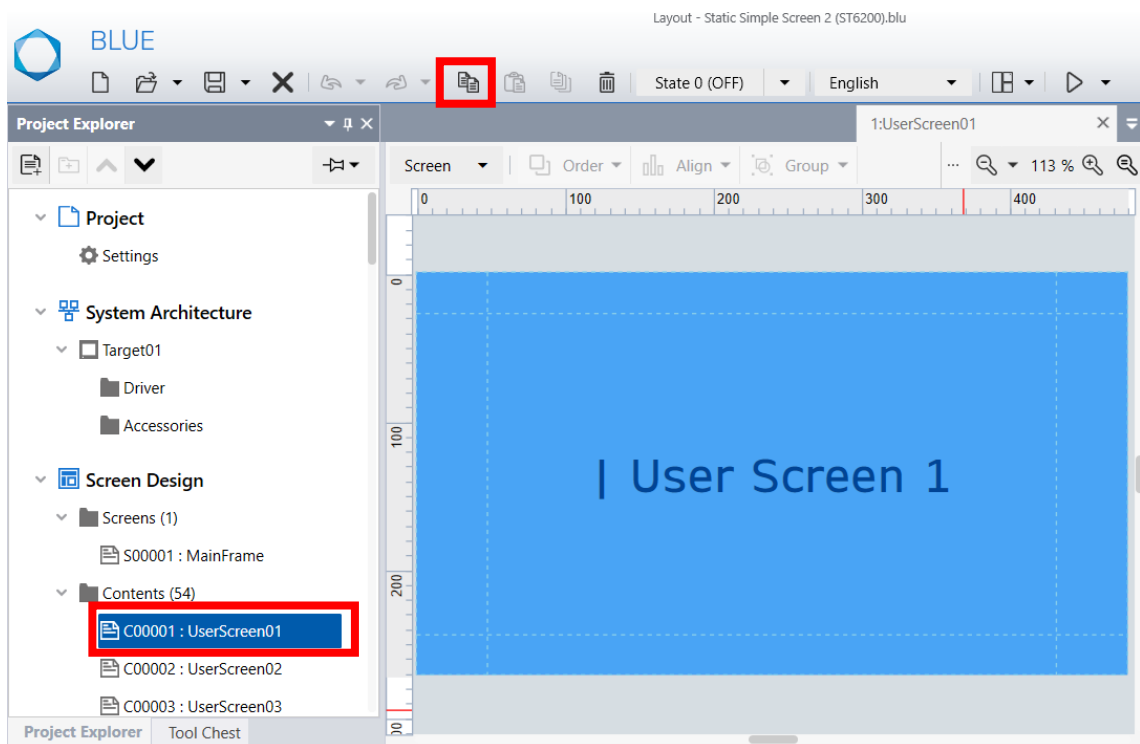 Layout - Static Simple Screen 2 (ST6200).blu
BLUE
State 0 (OFF) English
Project Explorer
1:UserScreen01
Screen Order Align Group ... 113 %
0 100 200 300 400
Project
Settings
System Architecture
Target01
Driver
Accessories
Screen Design
Screens (1)
S00001 : MainFrame
Contents (54)
C00001 : UserScreen01
C00002 : UserScreen02
C00003 : UserScreen03
Project Explorer Tool Chest
0
100
200
| User Screen 1